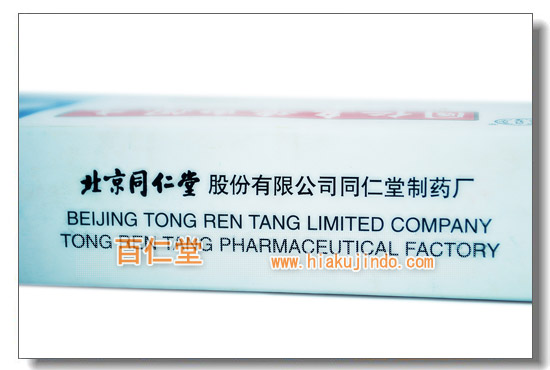 北京同仁堂 股份有限公司同仁堂制药厂
BEIJING TONG REN TANG LIMITED COMPANY
TONG REN TANG PHARMACEUTICAL FACTORY
百仁堂
www.hiakujindo.com